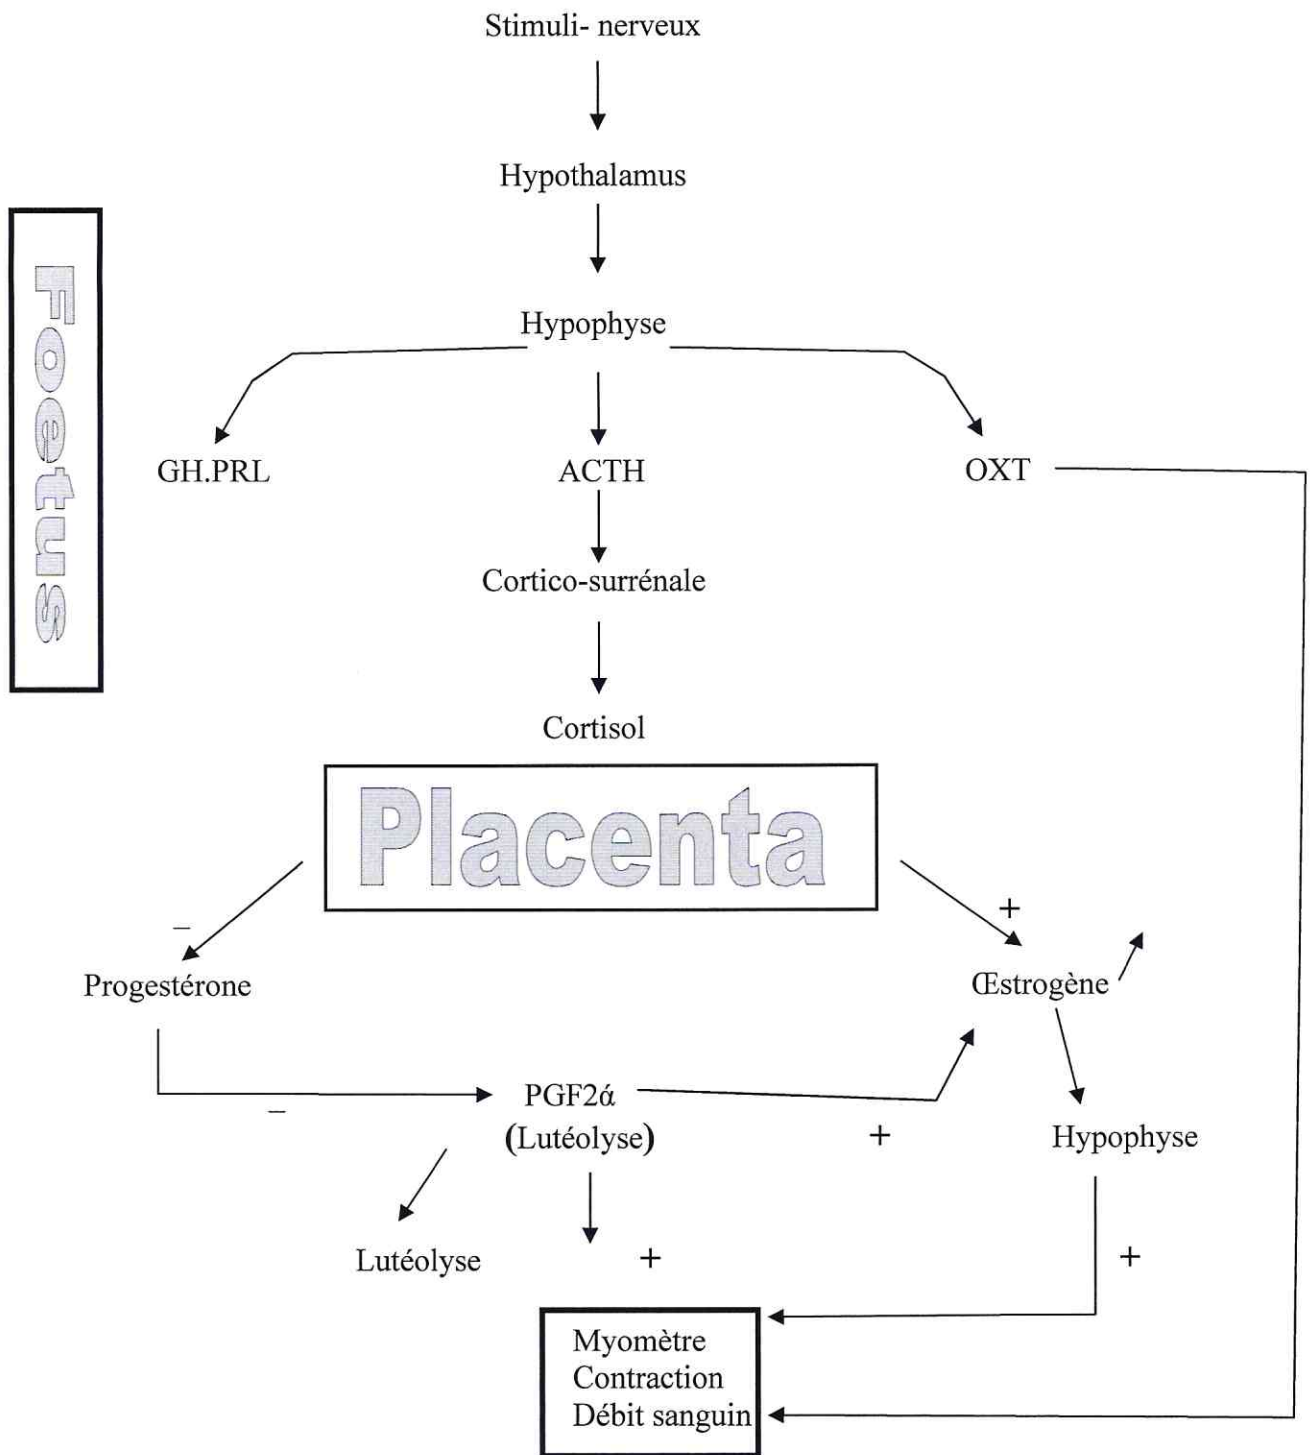 Stimuli- nerveux
Hypothalamus
Foetus
Hypophyse
GH.PRL
ACTH
OXT
Cortico-surrénale
Cortisol
Placenta
+
–
Progestérone
Œstrogène
PGF2ά
–
(Lutéolyse)
+
Hypophyse
Lutéolyse
+
+
Myomètre
Contraction
Débit sanguin